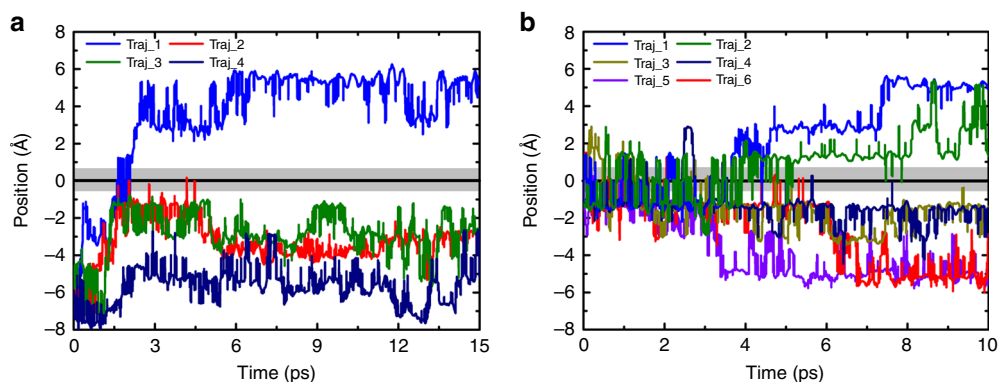 a
8
6
4
2
0
−2
−4
−6
−8
Position (Å)
Traj_1 Traj_2
Traj_3 Traj_4
0 3 6 9 12 15
Time (ps)
b
8
6
4
2
0
−2
−4
−6
−8
Position (Å)
Traj_1 Traj_2
Traj_3 Traj_4
Traj_5 Traj_6
0 2 4 6 8 10
Time (ps)